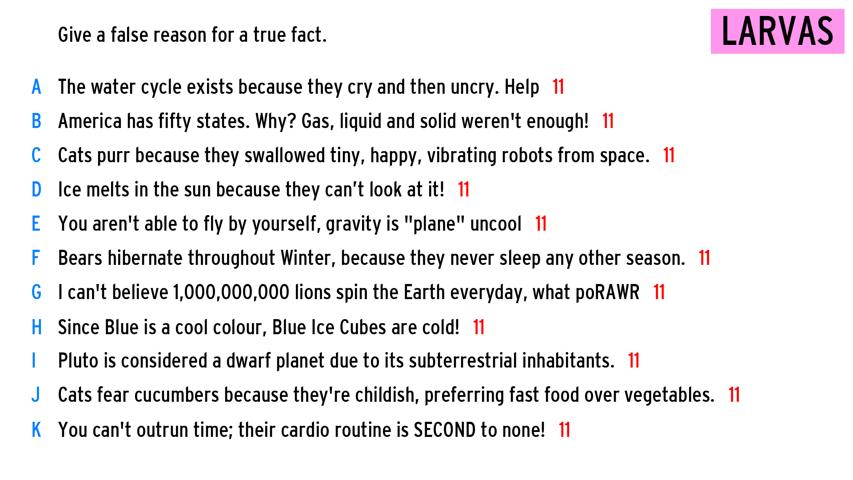 Give a false reason for a true fact.
LARVAS
A The water cycle exists because they cry and then uncry. Help 11
B America has fifty states. Why? Gas, liquid and solid weren't enough! 11
C Cats purr because they swallowed tiny, happy, vibrating robots from space. 11
D Ice melts in the sun because they can’t look at it! 11
E You aren't able to fly by yourself, gravity is "plane" uncool 11
F Bears hibernate throughout Winter, because they never sleep any other season. 11
G I can't believe 1,000,000,000 lions spin the Earth everyday, what poRAWR 11
H Since Blue is a cool colour, Blue Ice Cubes are cold! 11
I Pluto is considered a dwarf planet due to its subterrestrial inhabitants. 11
J Cats fear cucumbers because they're childish, preferring fast food over vegetables. 11
K You can't outrun time; their cardio routine is SECOND to none! 11